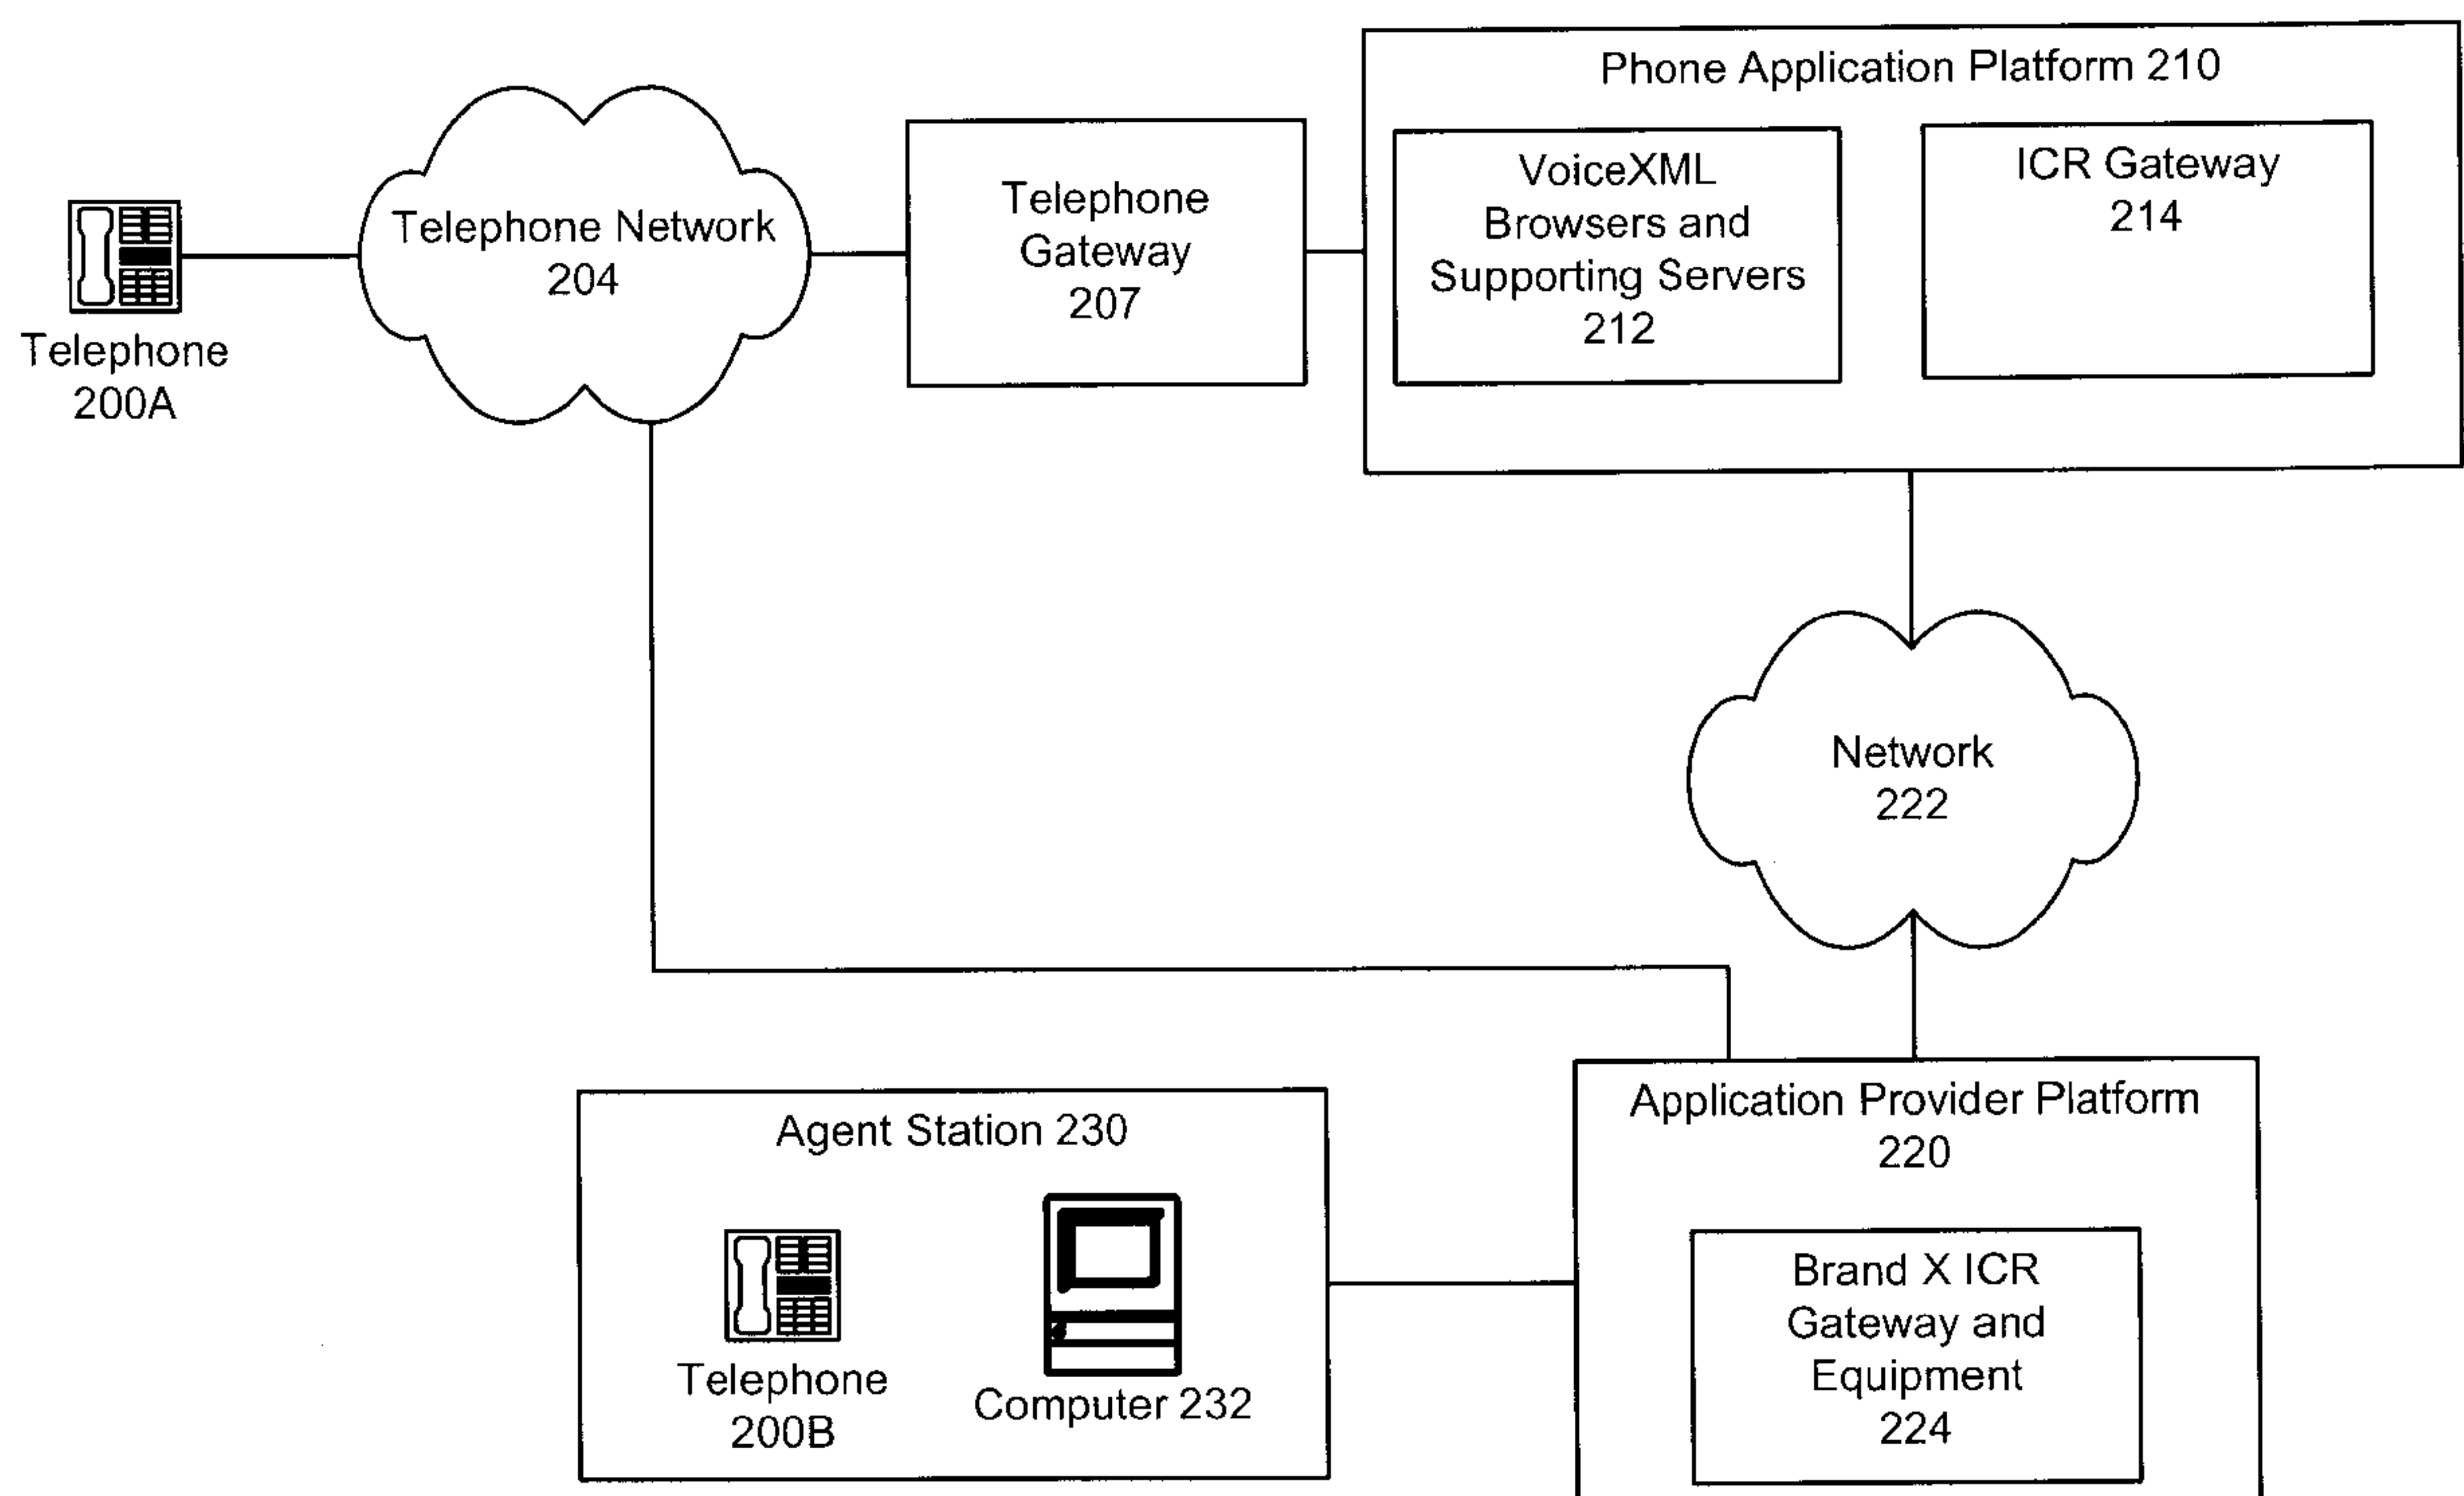 Phone Application Platform 210
VoiceXML
Browsers and
Supporting Servers
212
ICR Gateway
214
Telephone
Gateway
207
Telephone Network
204
Telephone
200A
Network
222
Application Provider Platform
220
Agent Station 230
Brand X ICR
Gateway and
Equipment
224
Telephone
200B
Computer 232